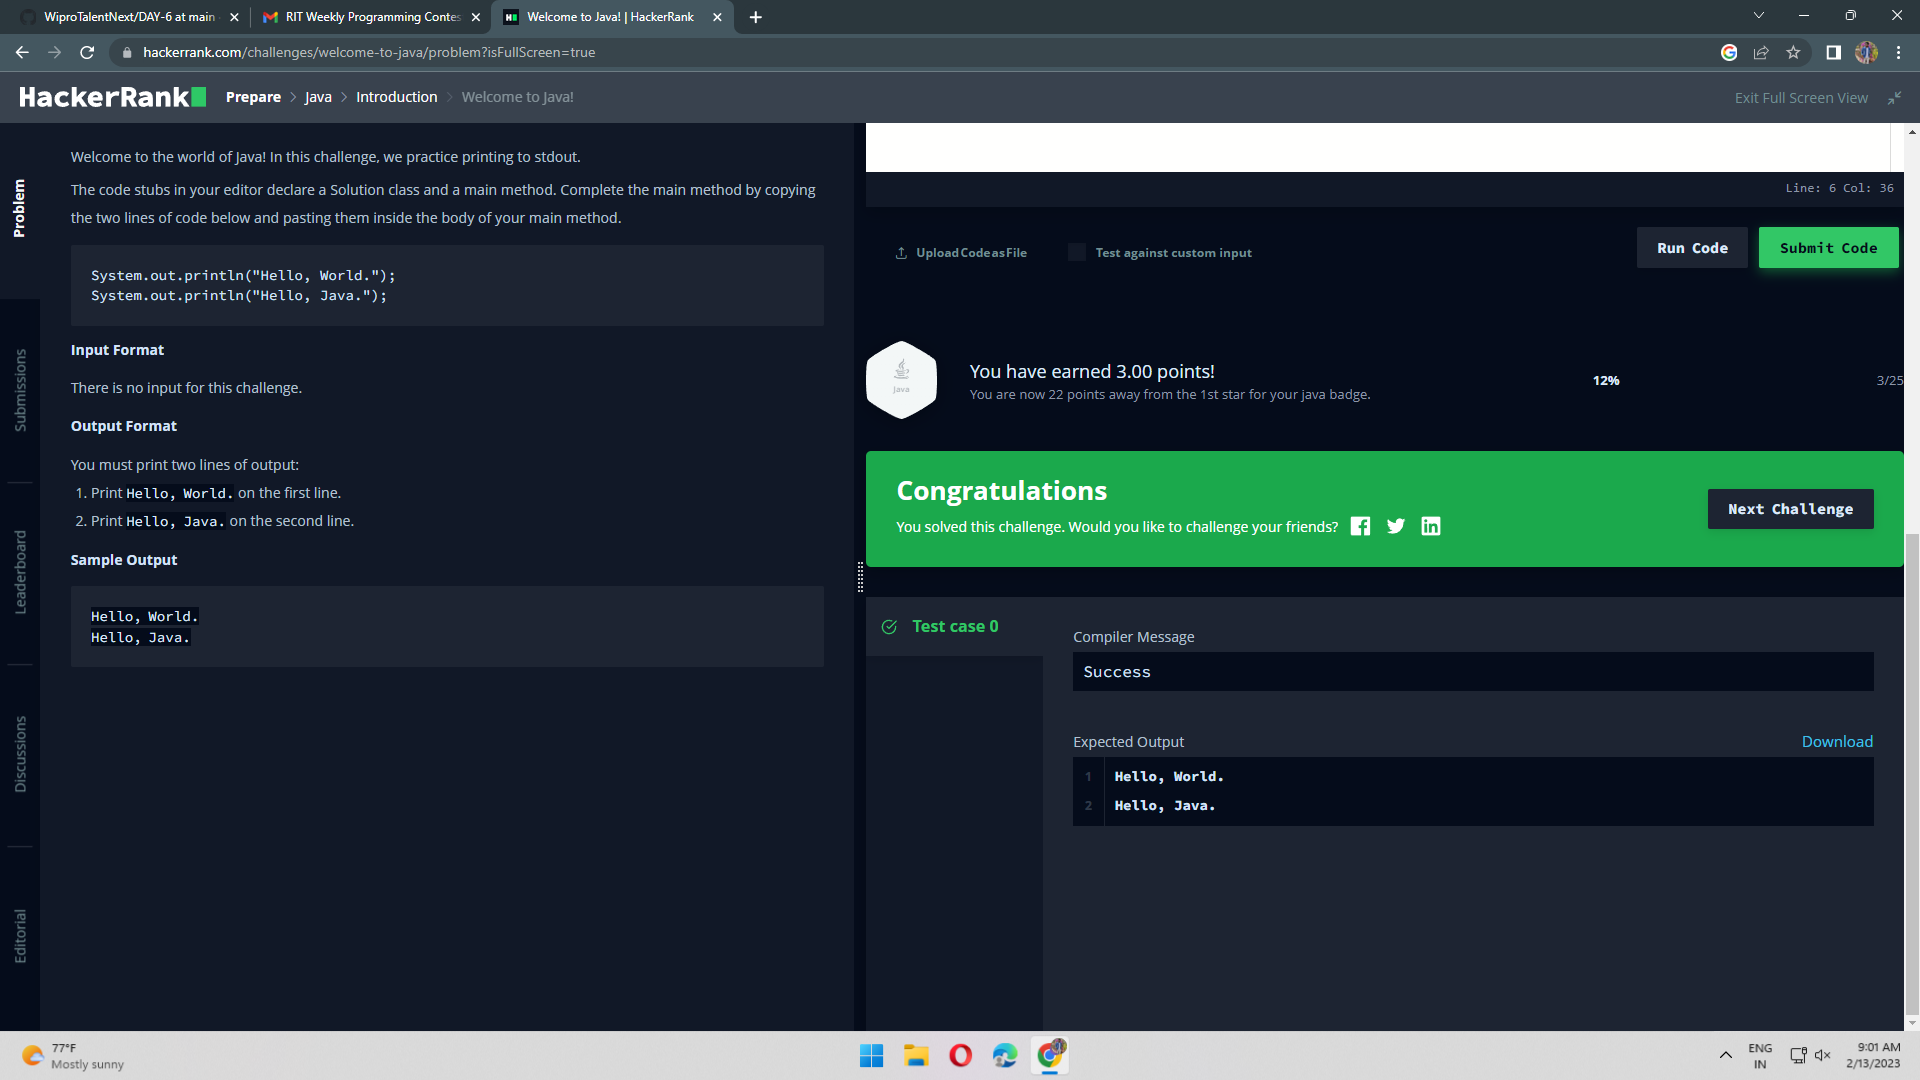 WiproTalentNext/DAY-6 at main
RIT Weekly Programming Contes
Welcome to Java! | HackerRank
hackerrank.com/challenges/welcome-to-java/problem?isFullScreen=true
HackerRank
Prepare > Java > Introduction > Welcome to Java!
Exit Full Screen View
Problem
Submissions
Leaderboard
Discussions
Editorial
Welcome to the world of Java! In this challenge, we practice printing to stdout.
The code stubs in your editor declare a Solution class and a main method. Complete the main method by copying
the two lines of code below and pasting them inside the body of your main method.
System.out.println("Hello, World.");
System.out.println("Hello, Java.");
Input Format
There is no input for this challenge.
Output Format
You must print two lines of output:
1. Print Hello, World. on the first line.
2. Print Hello, Java. on the second line.
Sample Output
Hello, World.
Hello, Java.
Line: 6 Col: 36
Upload Code as File
Test against custom input
Run Code
Submit Code
Java
You have earned 3.00 points!
You are now 22 points away from the 1st star for your java badge.
12%
3/25
Congratulations
You solved this challenge. Would you like to challenge your friends?
Next Challenge
Test case 0
Compiler Message
Success
Expected Output
Download
1 Hello, World.
2 Hello, Java.
77°F
Mostly sunny
ENG
IN
9:01 AM
2/13/2023